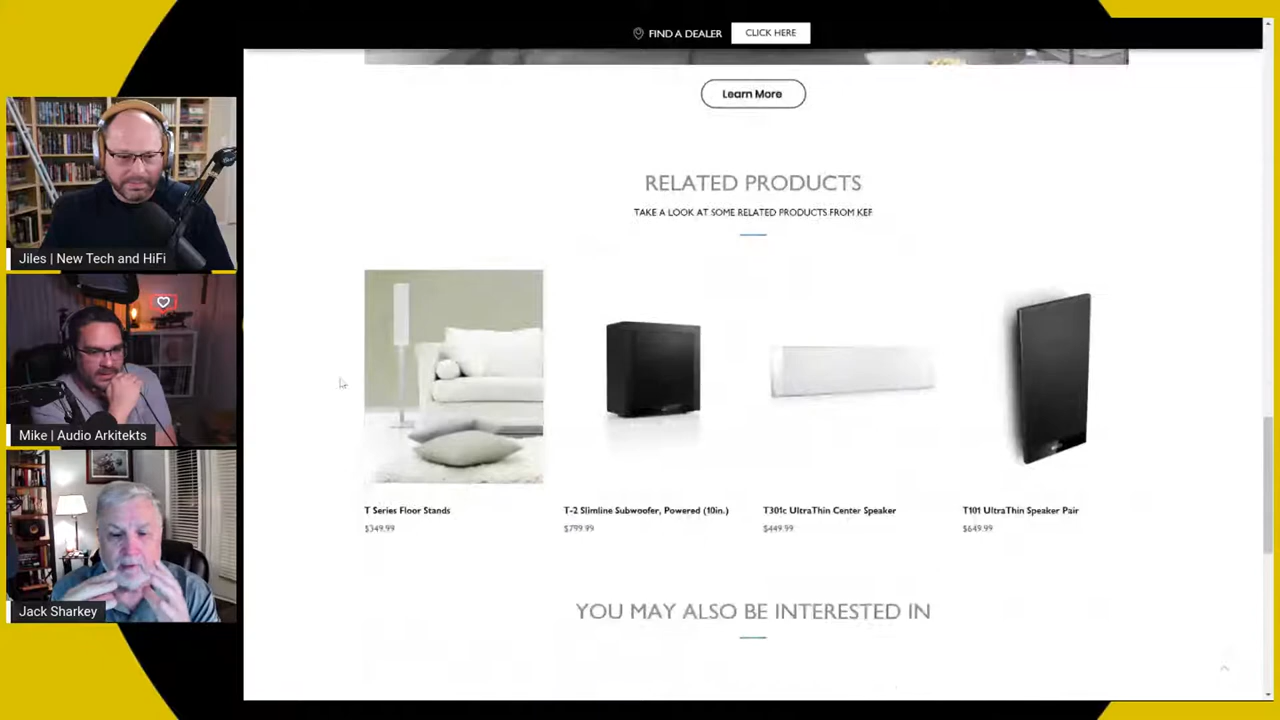 FIND A DEALER
CLICK HERE
Learn More
RELATED PRODUCTS
TAKE A LOOK AT SOME RELATED PRODUCTS FROM KEF
T Series Floor Stands
$349.99
T-2 Slimline Subwoofer, Powered (10in.)
$799.99
T301c UltraThin Center Speaker
$449.99
T101 UltraThin Speaker Pair
$649.99
YOU MAY ALSO BE INTERESTED IN
Jiles | New Tech and HiFi
Mike | Audio Arkitekts
Jack Sharkey